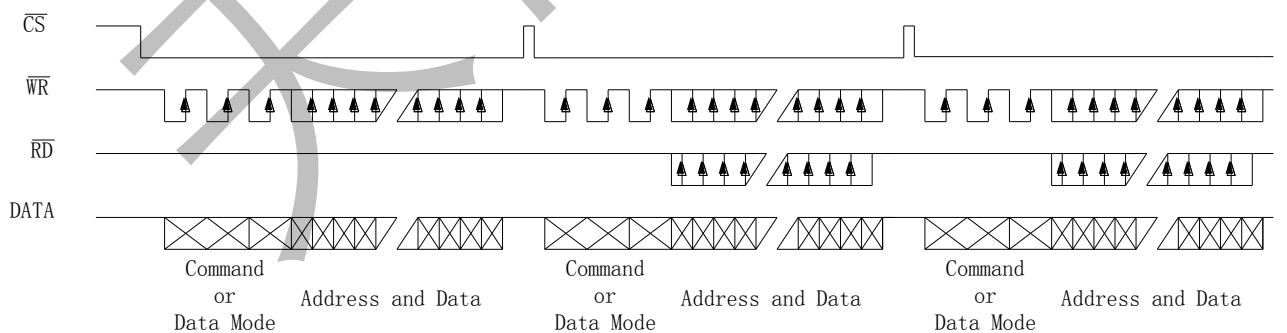 CS
WR
RD
DATA
Command
or
Data Mode
Address and Data
Command
or
Data Mode
Address and Data
Command
or
Data Mode
Address and Data